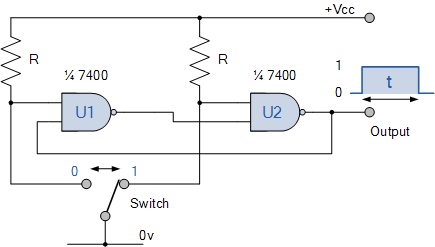 +Vcc
R
R
¼ 7400
¼ 7400
U1
U2
1
0
t
Output
0
1
Switch
0v